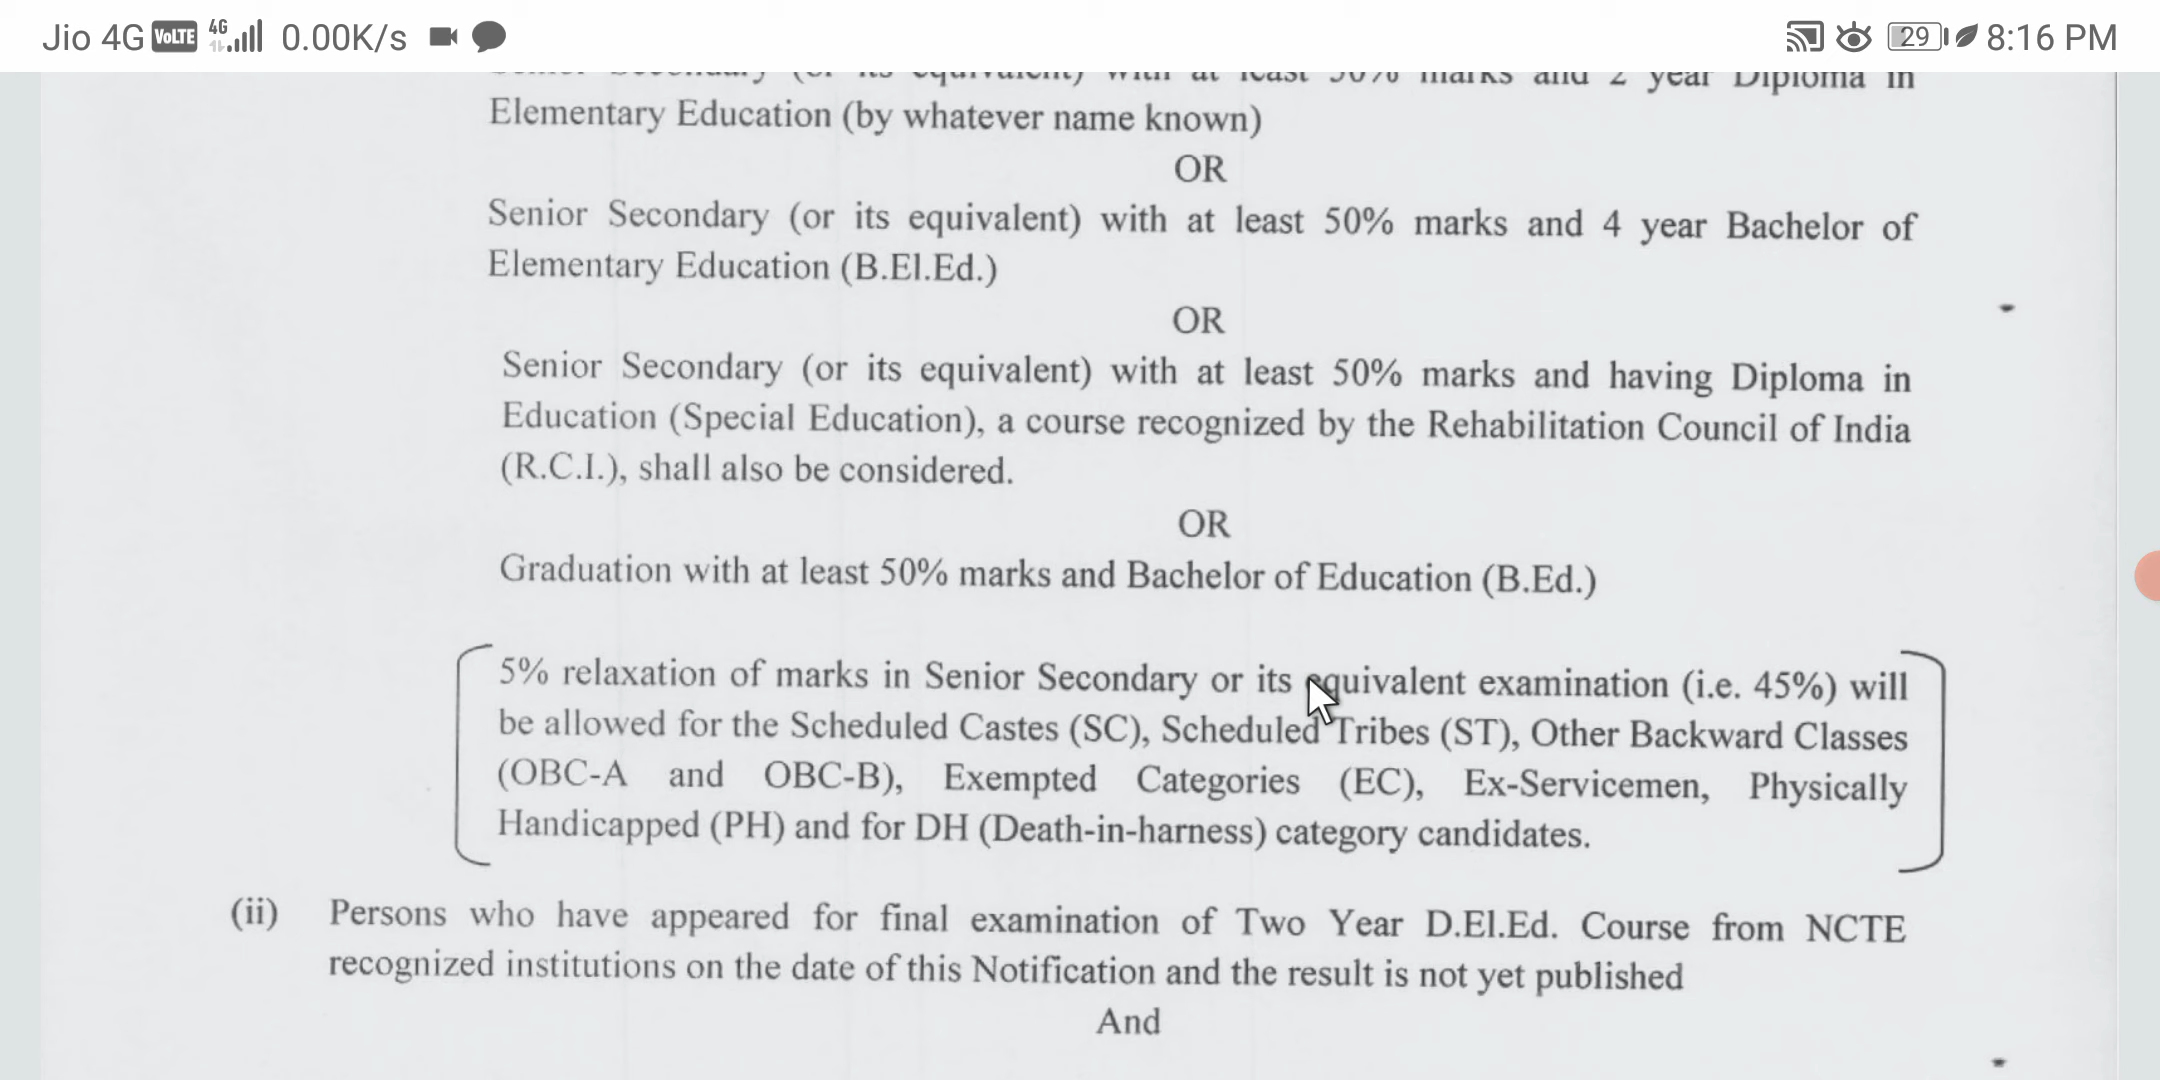 Jio 4G VoLTE 4G 0.00K/s 29 8:16 PM
Senior Secondary (or its equivalent) with at least 50% marks and 2 year Diploma in
Elementary Education (by whatever name known)
OR
Senior Secondary (or its equivalent) with at least 50% marks and 4 year Bachelor of
Elementary Education (B.El.Ed.)
OR
Senior Secondary (or its equivalent) with at least 50% marks and having Diploma in
Education (Special Education), a course recognized by the Rehabilitation Council of India
(R.C.I.), shall also be considered.
OR
Graduation with at least 50% marks and Bachelor of Education (B.Ed.)
5% relaxation of marks in Senior Secondary or its equivalent examination (i.e. 45%) will
be allowed for the Scheduled Castes (SC), Scheduled Tribes (ST), Other Backward Classes
(OBC-A and OBC-B), Exempted Categories (EC), Ex-Servicemen, Physically
Handicapped (PH) and for DH (Death-in-harness) category candidates.
(ii) Persons who have appeared for final examination of Two Year D.El.Ed. Course from NCTE
recognized institutions on the date of this Notification and the result is not yet published
And